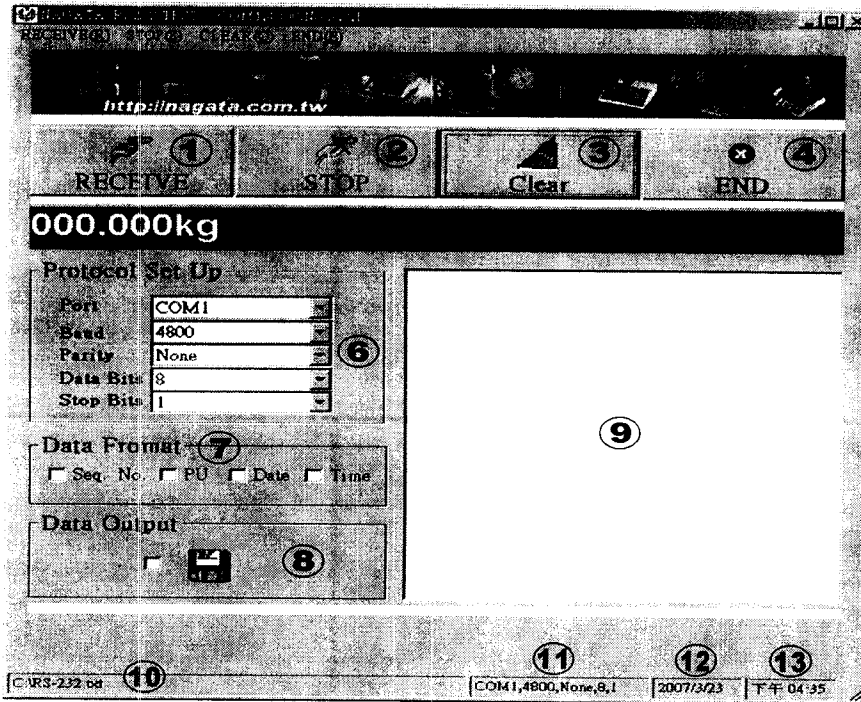 RECEIVE(R) STOP(S) CLEAR(C) END(E)
http://nagata.com.tw
① ② ③ ④
RECEIVE STOP Clear END
000.000kg
Protocol Set Up
Port COM1
Baud 4800
Parity None
Data Bits 8
Stop Bits 1
⑥
Data Fromat ⑦
Seq. No. PU Date Time
Data Output
⑧
⑨
⑩ ⑪ ⑫ ⑬
C:\RS-232.txt COM1,4800,None,8,1 2007/3/23 下午 04:35